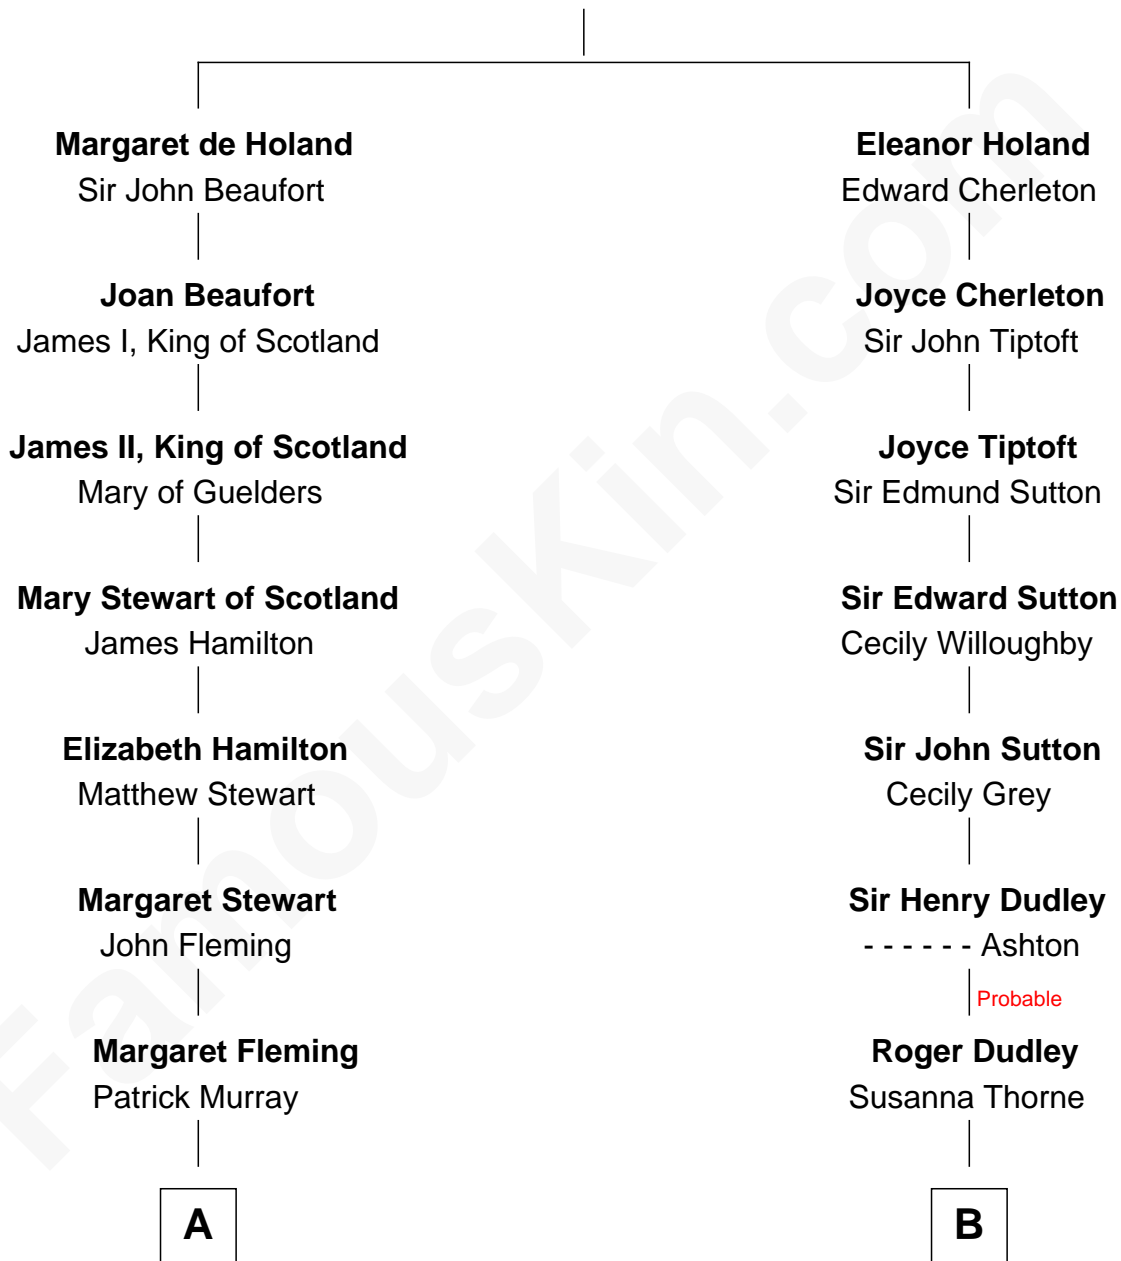 Margaret de Holand
Sir John Beaufort
Joan Beaufort
James I, King of Scotland
James II, King of Scotland
Mary of Guelders
Mary Stewart of Scotland
James Hamilton
Elizabeth Hamilton
Matthew Stewart
Margaret Stewart
John Fleming
Margaret Fleming
Patrick Murray
A
Eleanor Holand
Edward Cherleton
Joyce Cherleton
Sir John Tiptoft
Joyce Tiptoft
Sir Edmund Sutton
Sir Edward Sutton
Cecily Willoughby
Sir John Sutton
Cecily Grey
Sir Henry Dudley
- - - - - - Ashton
Probable
Roger Dudley
Susanna Thorne
B
FamousKin.com